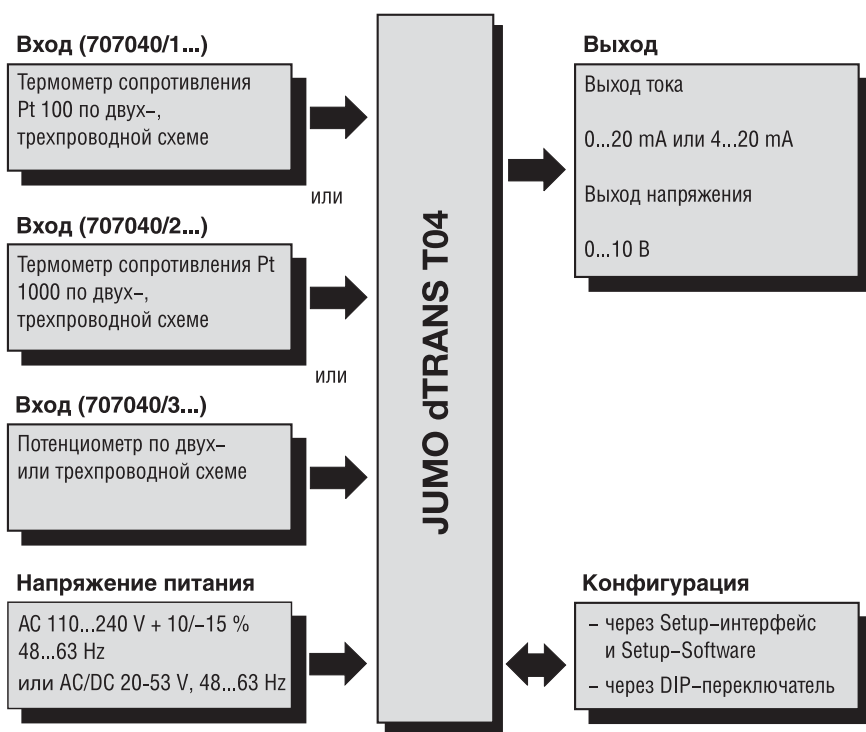 Вход (707040/1...)
Термометр сопротивления
Pt 100 по двух–,
трехпроводной схеме
или
Вход (707040/2...)
Термометр сопротивления Pt
1000 по двух–,
трехпроводной схеме
или
Вход (707040/3...)
Потенциометр по двух–
или трехпроводной схеме
Напряжение питания
AC 110...240 V + 10/–15 %
48...63 Hz
или AC/DC 20-53 V, 48...63 Hz
JUMO dTRANS T04
Выход
Выход тока
0...20 mA или 4...20 mA
Выход напряжения
0...10 В
Конфигурация
– через Setup–интерфейс
и Setup–Software
– через DIP–переключатель